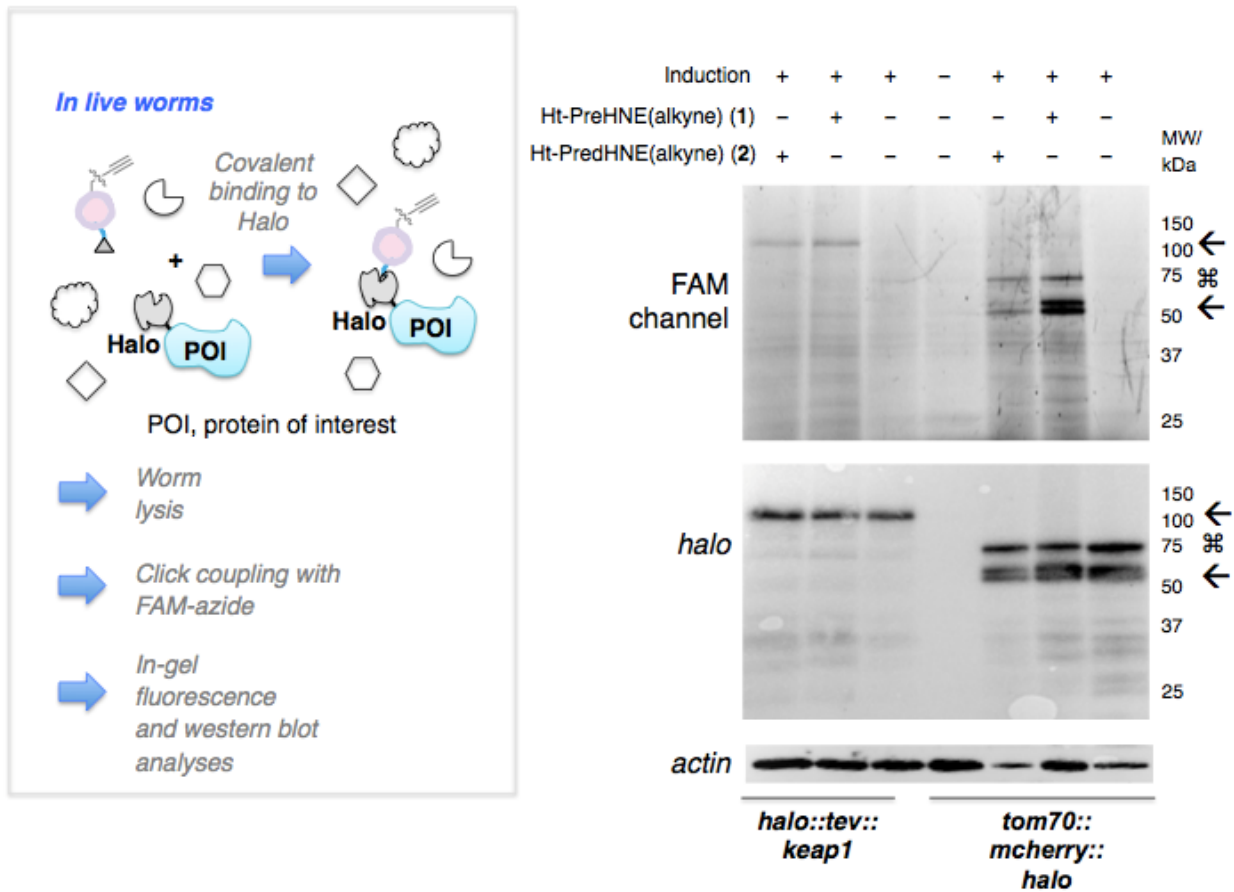 In live worms
Covalent
binding to
Halo
+
Halo
POI
Halo
POI
POI, protein of interest
Worm
lysis
Click coupling with
FAM-azide
In-gel
fluorescence
and western blot
analyses
Induction + + + – + + +
Ht-PreHNE(alkyne) (1) – + – – – + –
Ht-PredHNE(alkyne) (2) + – – – + – –
MW/
kDa
FAM
channel
150
100 ←
75 ⌘
50 ←
37
25
halo
150
100 ←
75 ⌘
50 ←
37
25
actin
halo::tev::
keap1
tom70::
mcherry::
halo